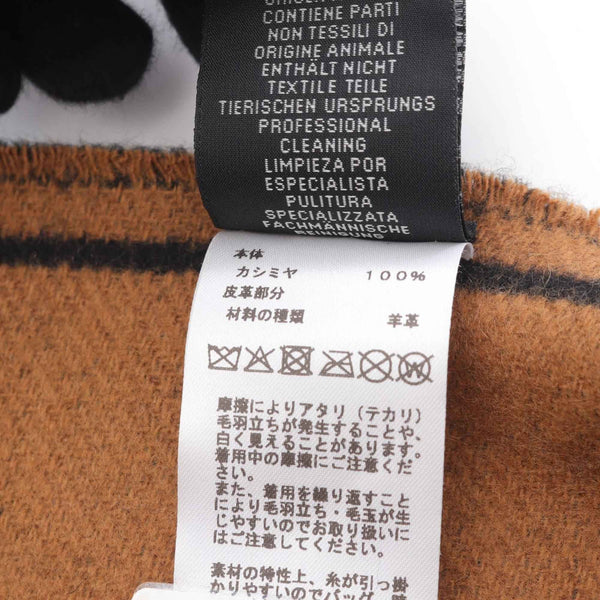 CONTIENE PARTI
NON TESSILI DI
ORIGINE ANIMALE
ENTHÄLT NICHT
TEXTILE TEILE
TIERISCHEN URSPRUNGS
PROFESSIONAL
CLEANING
LIMPIEZA POR
ESPECIALISTA
PULITURA
SPECIALIZZATA
FACHMÄNNISCHE
REINIGUNG
本体
カシミヤ 100%
皮革部分
材料の種類 羊革
W
摩擦によりアタリ(テカリ)
毛羽立ちが発生することや、
白く見えることがあります。
着用中の摩擦にご注意くだ
さい。
また、着用を繰り返すこと
により毛羽立ち・毛玉が生
じやすいのでお取り扱いに
はご注意ください。
素材の特性上、糸が引っ掛
かりやすいのでバッグ